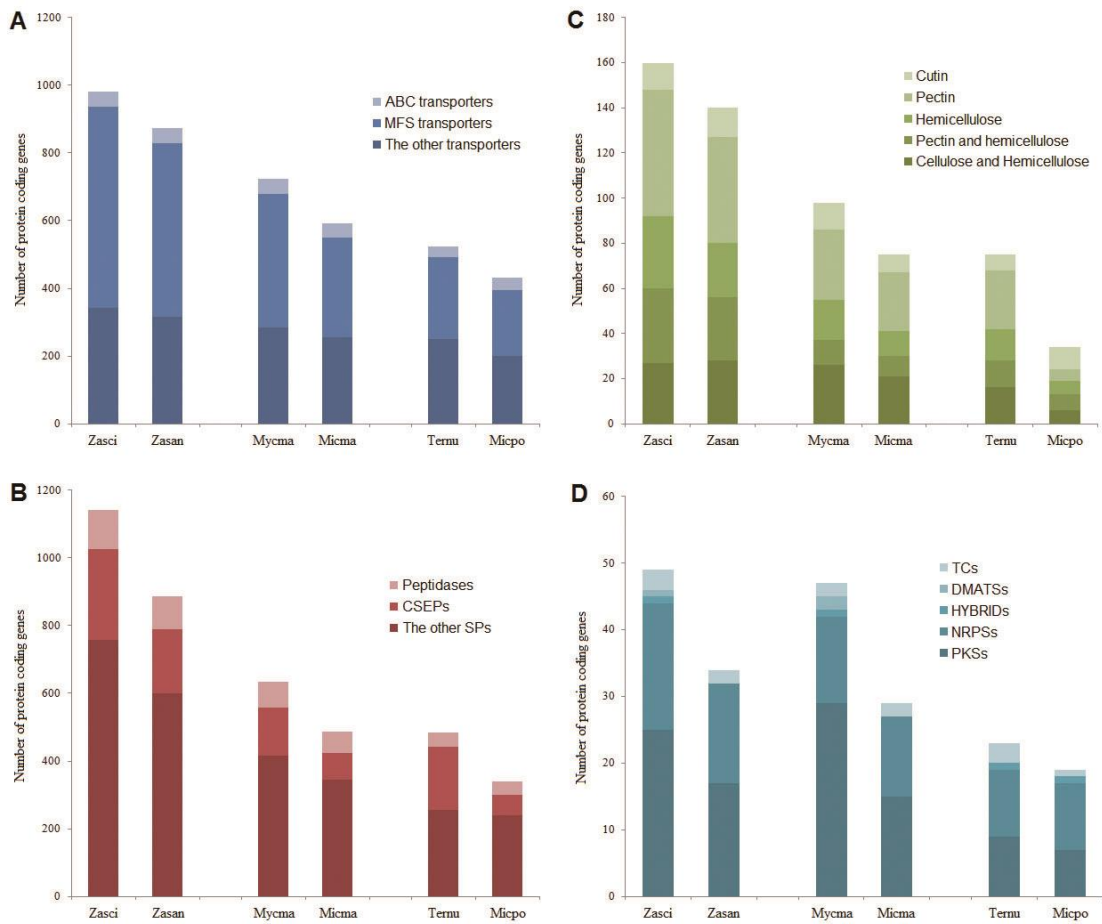 A
Number of protein coding genes
1200
1000
800
600
400
200
0
ABC transporters
MFS transporters
The other transporters
Zasci Zasan Mycma Micma Ternu Micpo
C
Number of protein coding genes
180
160
140
120
100
80
60
40
20
0
Cutin
Pectin
Hemicellulose
Pectin and hemicellulose
Cellulose and Hemicellulose
Zasci Zasan Mycma Micma Ternu Micpo
B
Number of protein coding genes
1200
1000
800
600
400
200
0
Peptidases
CSEPs
The other SPs
Zasci Zasan Mycma Micma Ternu Micpo
D
Number of protein coding genes
60
50
40
30
20
10
0
TCs
DMATSs
HYBRIDs
NRPSs
PKSs
Zasci Zasan Mycma Micma Ternu Micpo